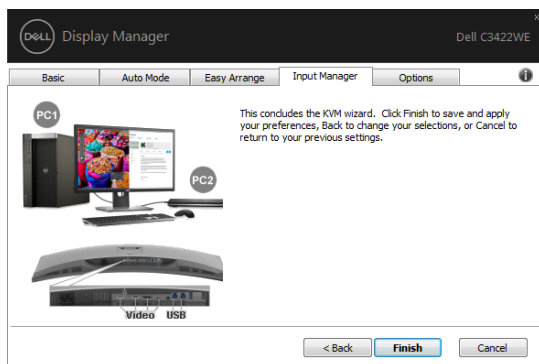 DELL Display Manager
Dell C3422WE
Basic Auto Mode Easy Arrange Input Manager Options
PC1
This concludes the KVM wizard. Click Finish to save and apply
your preferences, Back to change your selections, or Cancel to
return to your previous settings.
PC2
Video USB
< Back Finish Cancel